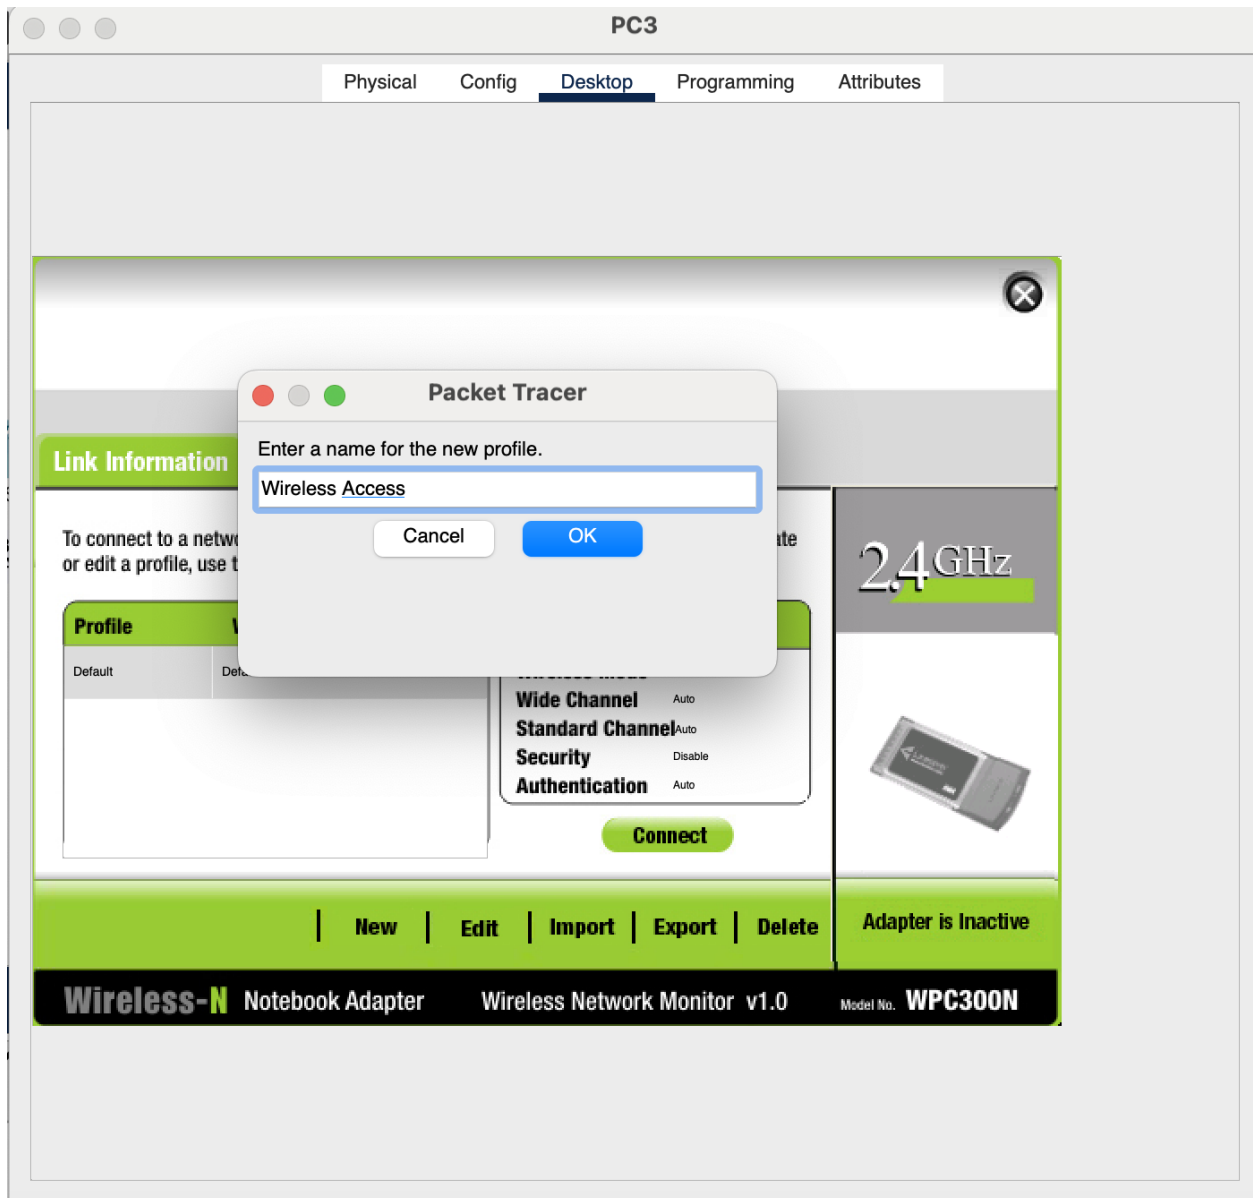 PC3
Physical Config Desktop Programming Attributes
Packet Tracer
Enter a name for the new profile.
Wireless Access
Cancel OK
Link Information
To connect to a
or edit a profile, use
2.4GHz
Profile
Default
Wide Channel Auto
Standard Channel Auto
Security Disable
Authentication Auto
Connect
New Edit Import Export Delete
Adapter is Inactive
Wireless-N Notebook Adapter Wireless Network Monitor v1.0 Model No. WPC300N